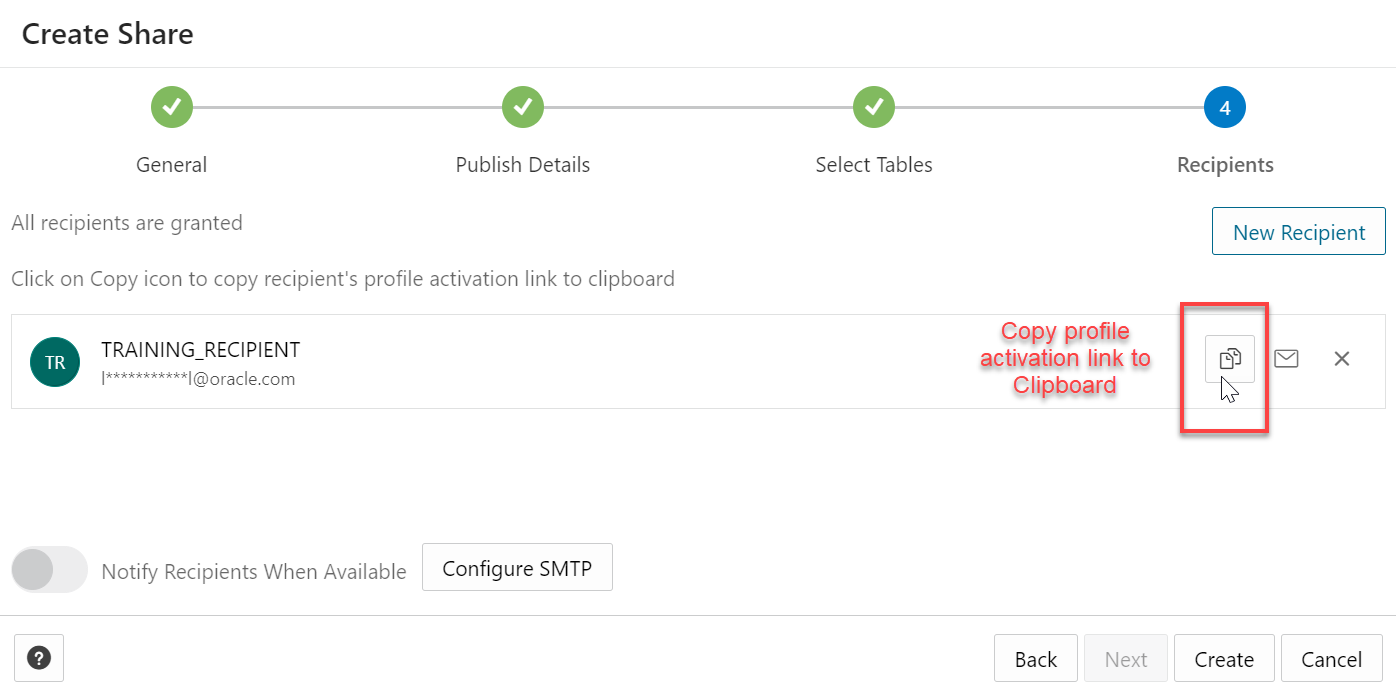 Create Share
4
General
Publish Details
Select Tables
Recipients
All recipients are granted
New Recipient
Click on Copy icon to copy recipient's profile activation link to clipboard
Copy profile
activation link to
Clipboard
TR
TRAINING_RECIPIENT
l***********l@oracle.com
Notify Recipients When Available
Configure SMTP
?
Back
Next
Create
Cancel